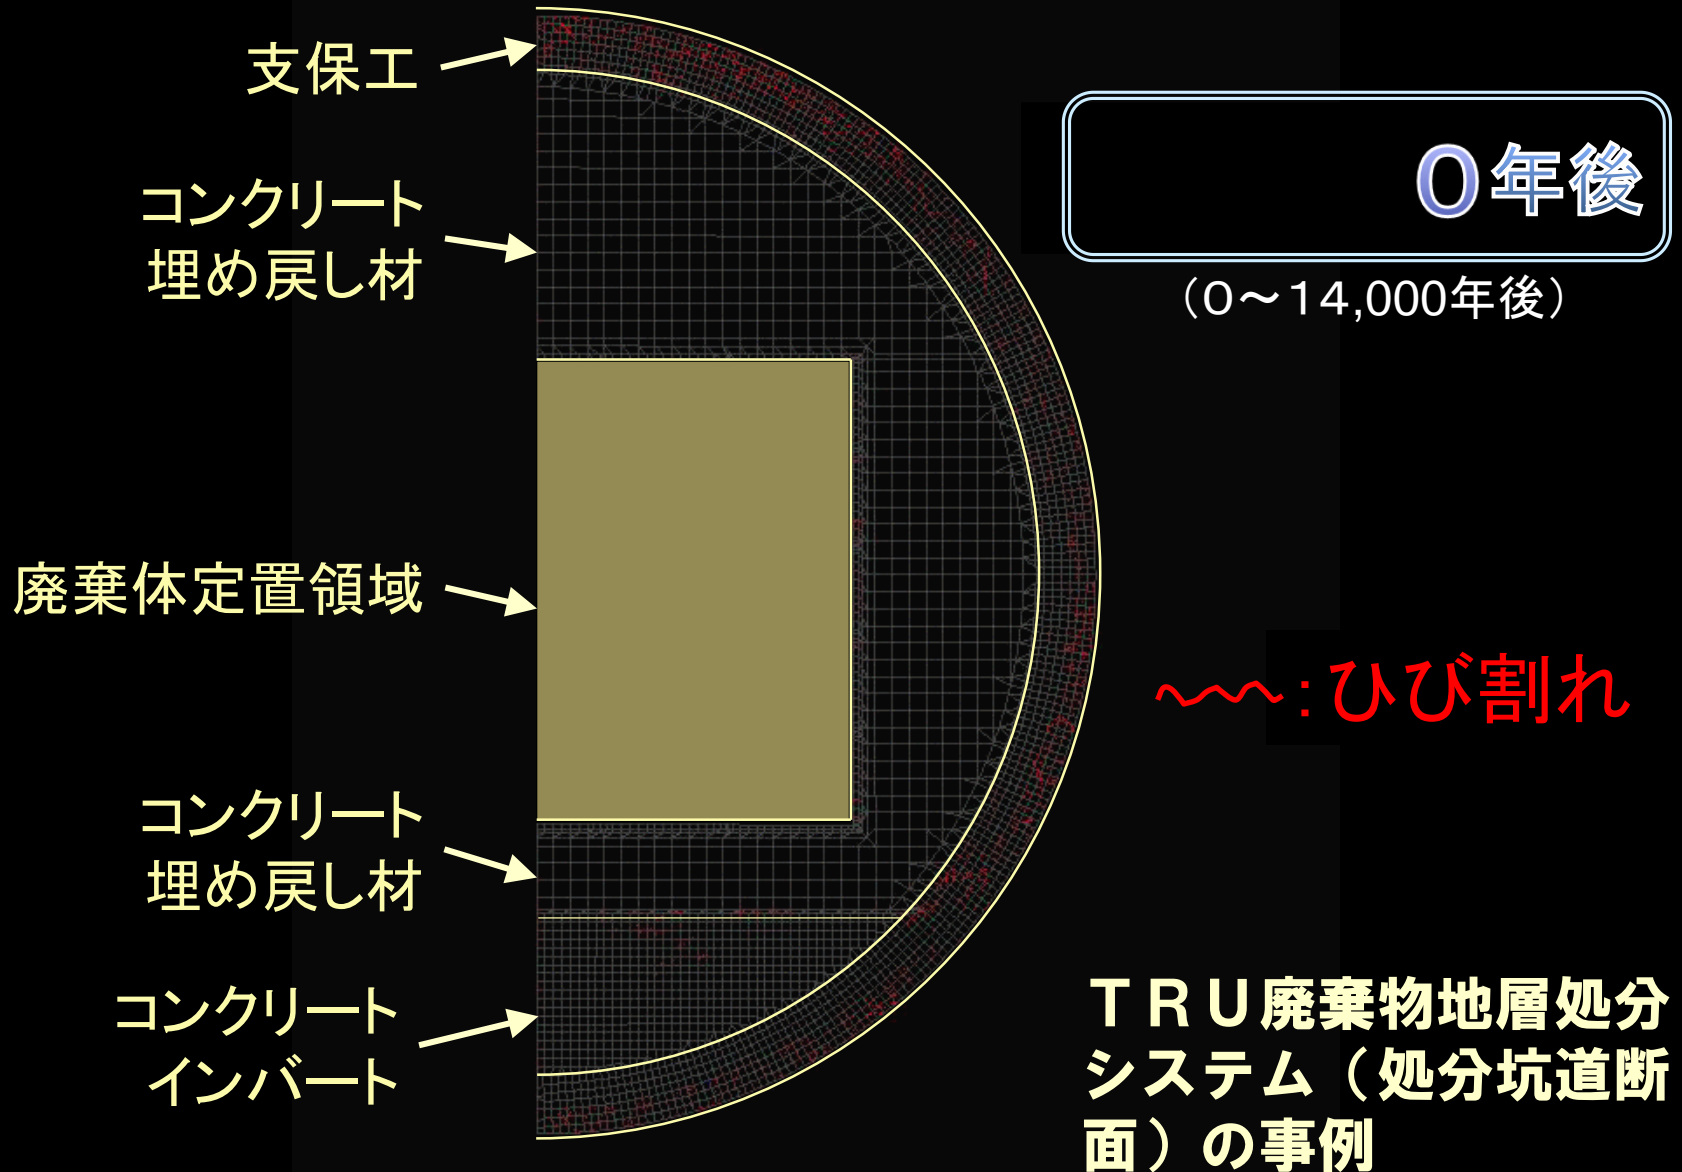 支保工
コンクリート
埋め戻し材
廃棄体定置領域
コンクリート
埋め戻し材
コンクリート
インバート
０年後
（０～１４,０００年後）
～～～：ひび割れ
ＴＲＵ廃棄物地層処分
システム（処分坑道断
面）の事例